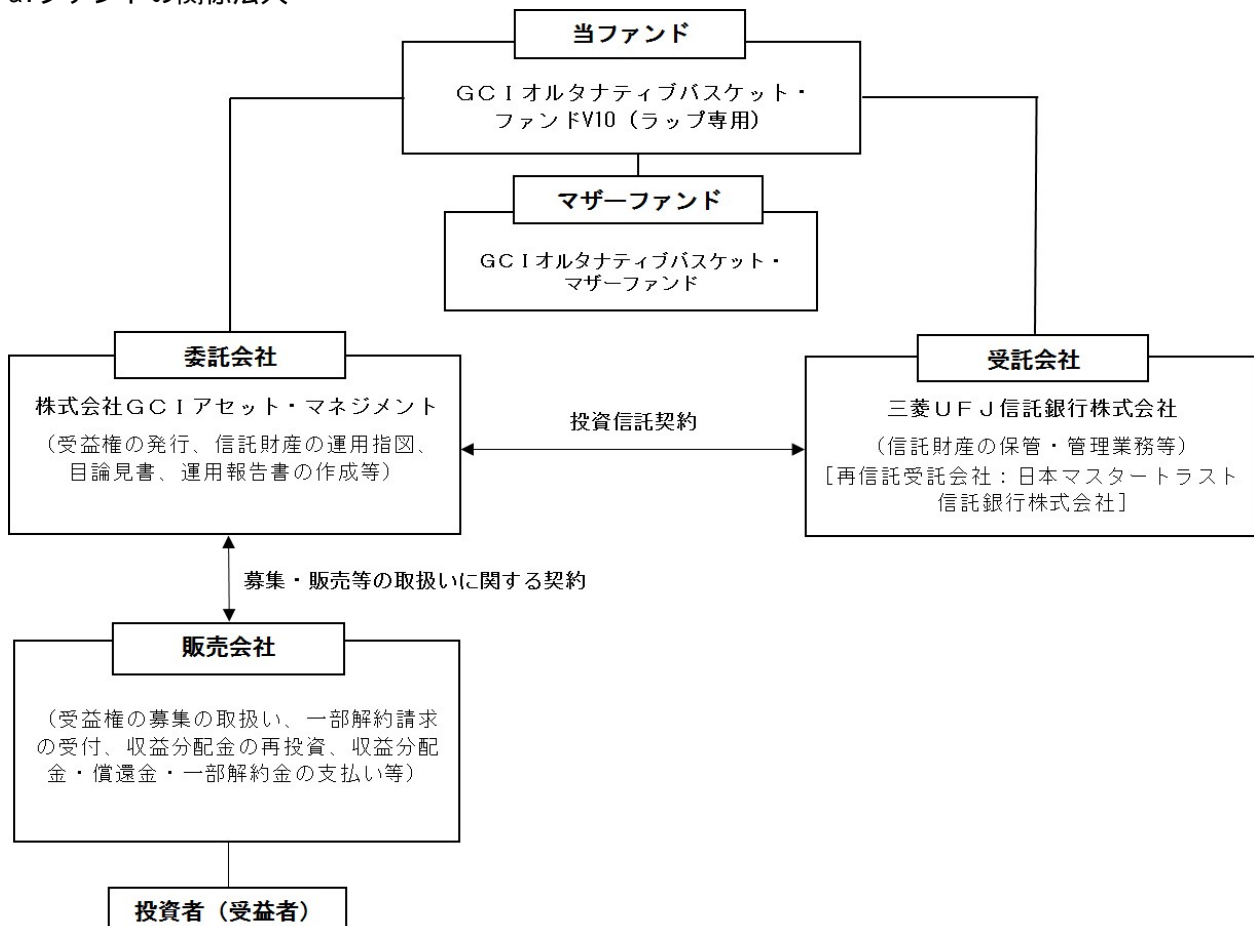 a.ファンドの関係法人
当ファンド
ＧＣＩオルタナティブバスケット・
ファンドV10（ラップ専用）
マザーファンド
ＧＣＩオルタナティブバスケット・
マザーファンド
委託会社
株式会社ＧＣＩアセット・マネジメント
（受益権の発行、信託財産の運用指図、
目論見書、運用報告書の作成等）
投資信託契約
受託会社
三菱ＵＦＪ信託銀行株式会社
（信託財産の保管・管理業務等）
［再信託受託会社：日本マスタートラスト
信託銀行株式会社］
募集・販売等の取扱いに関する契約
販売会社
（受益権の募集の取扱い、一部解約請求
の受付、収益分配金の再投資、収益分配
金・償還金・一部解約金の支払い等）
投資者（受益者）